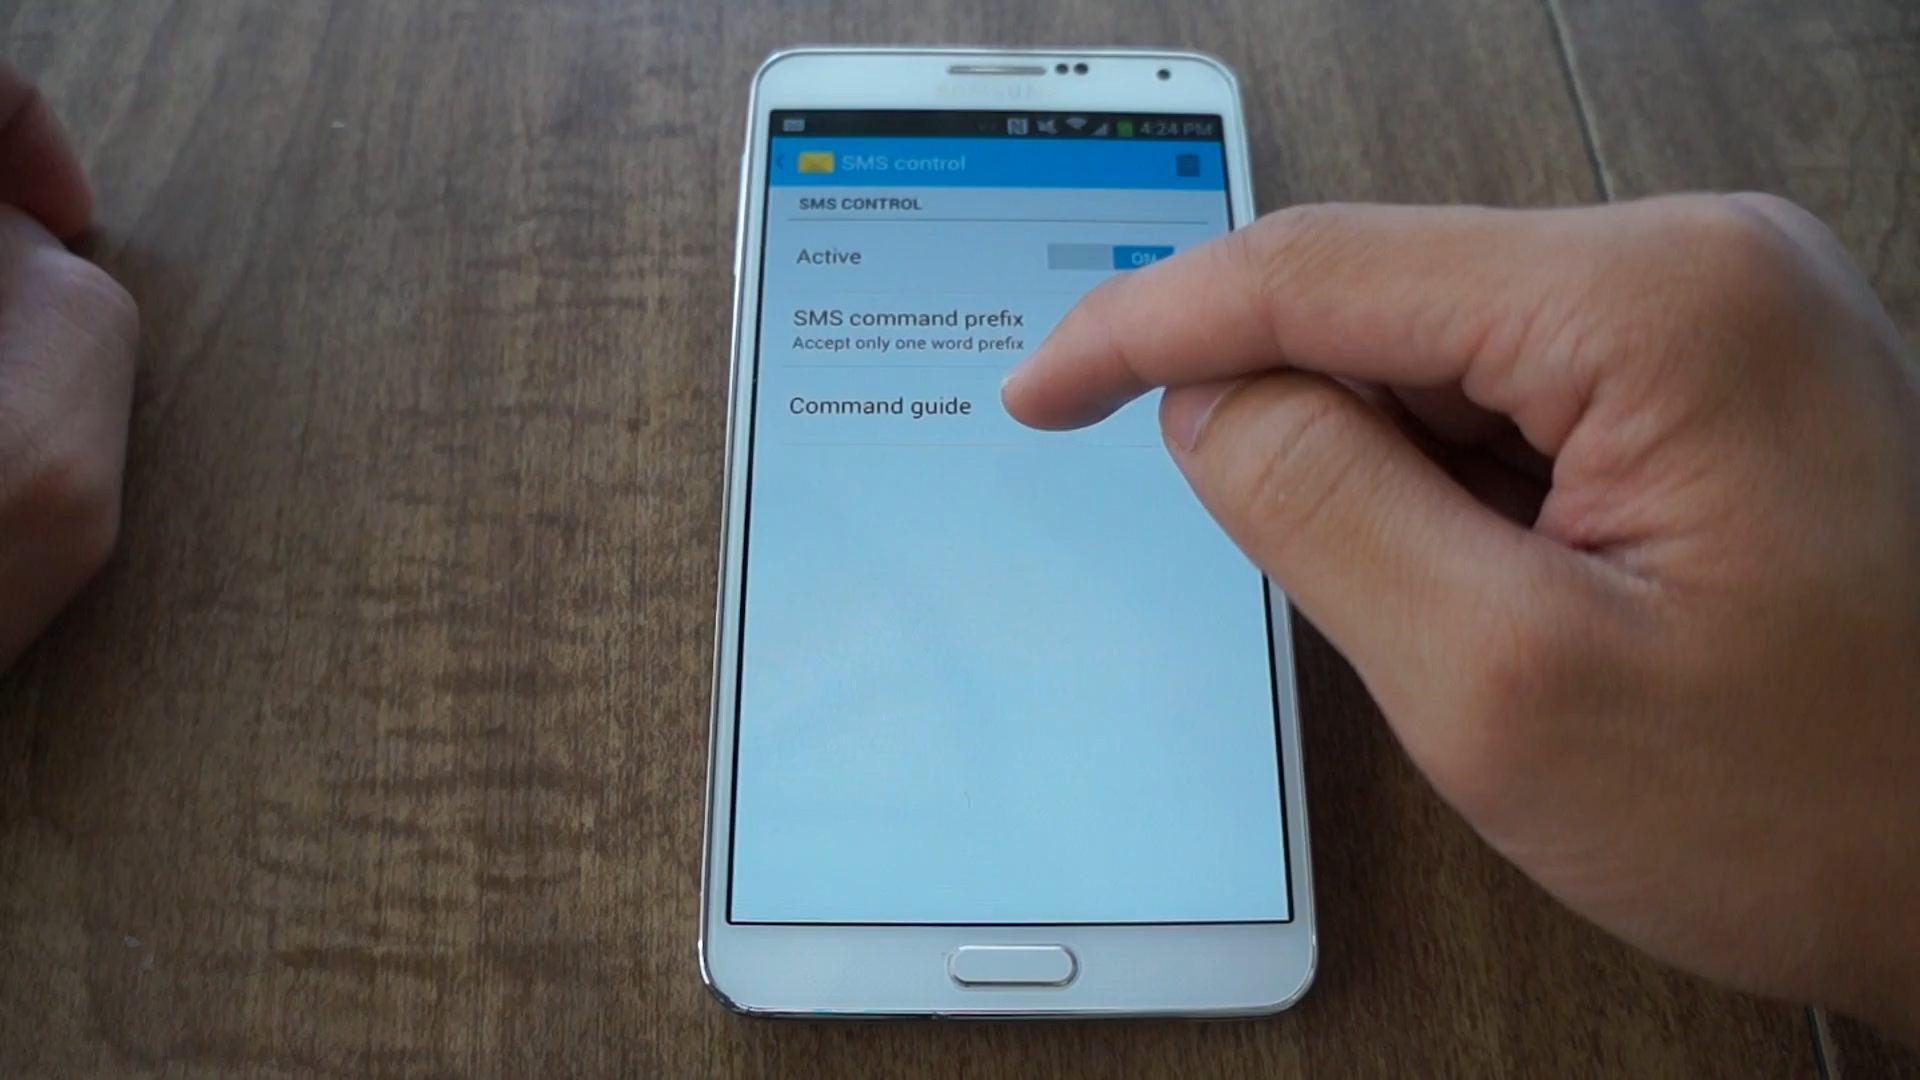 4:24 PM
SMS control
SMS CONTROL
Active
ON
SMS command prefix
Accept only one word prefix
Command guide